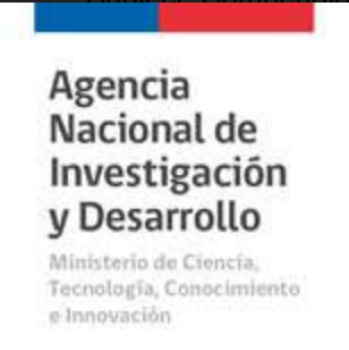 Agencia
Nacional de
Investigación
y Desarrollo
Ministerio de Ciencia,
Tecnología, Conocimiento
e Innovación